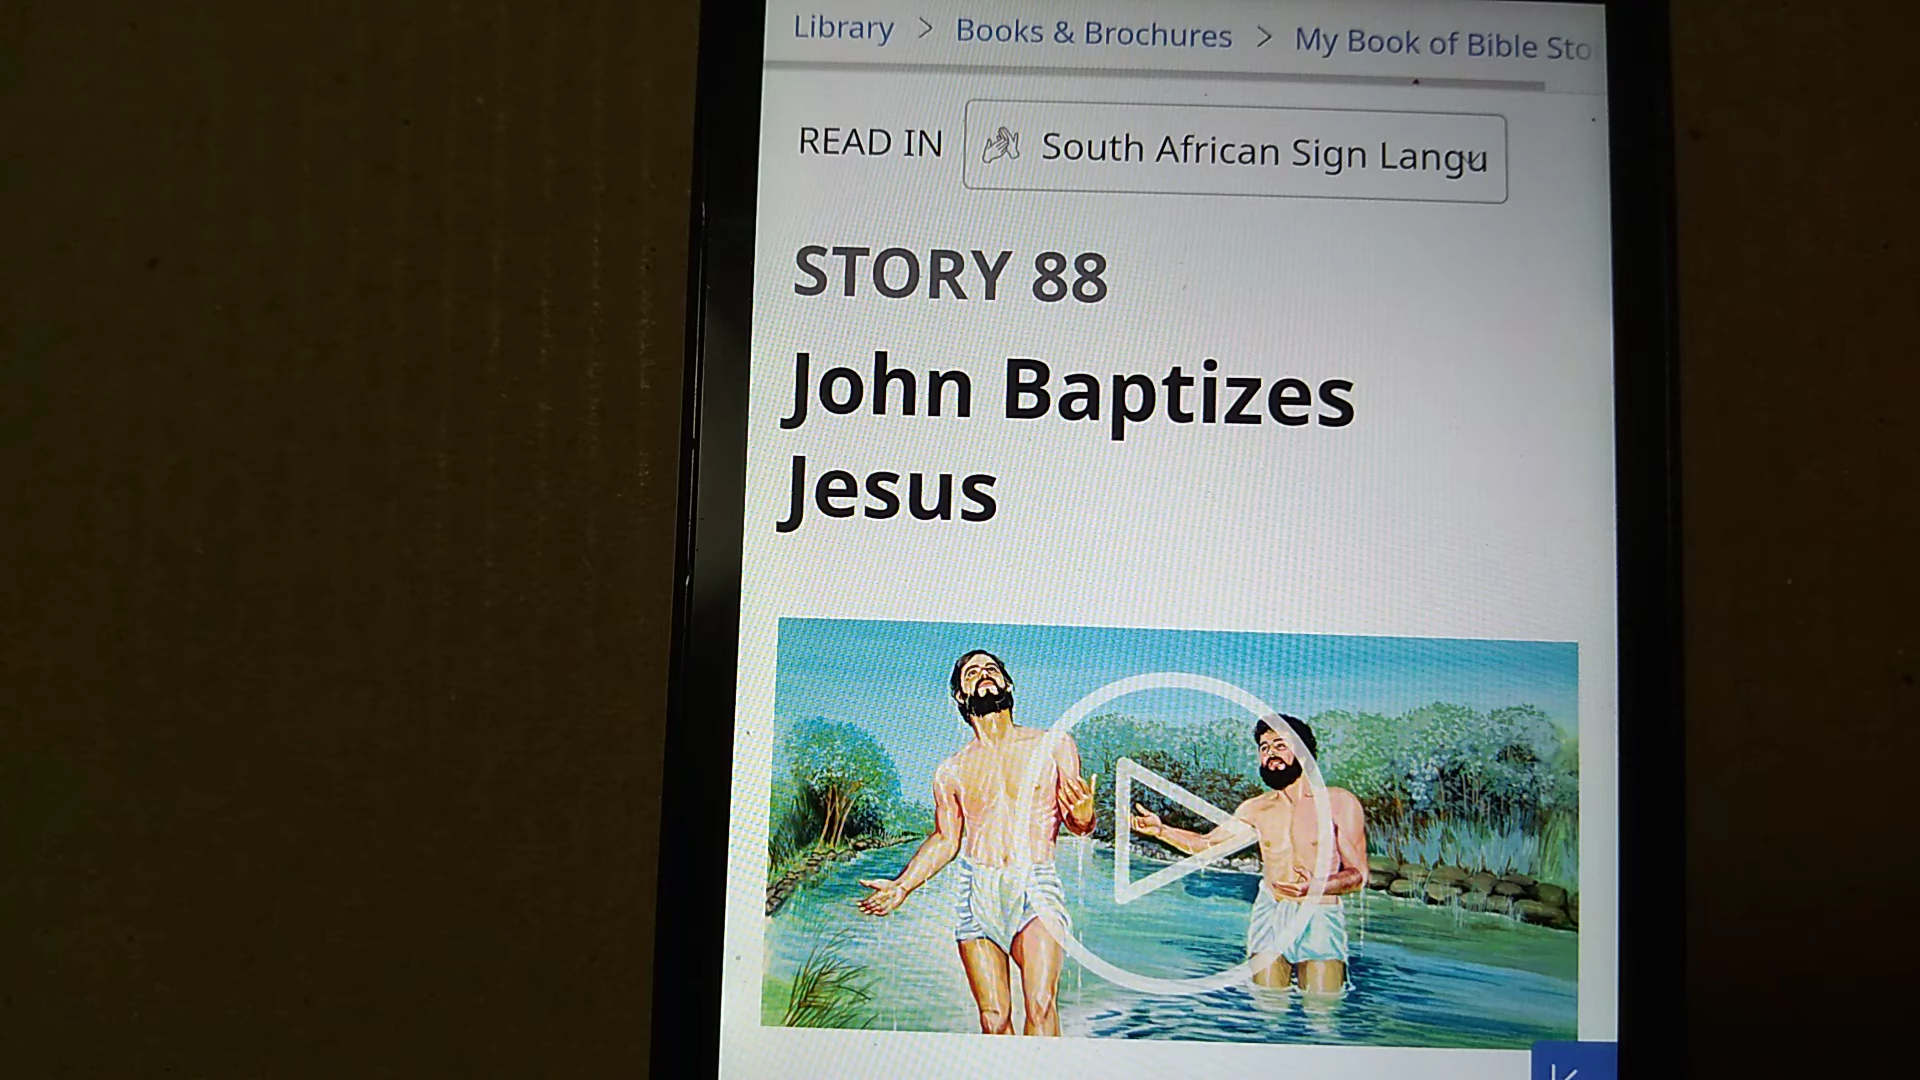 Library > Books & Brochures > My Book of Bible Sto
READ IN South African Sign Langu
STORY 88
John Baptizes
Jesus